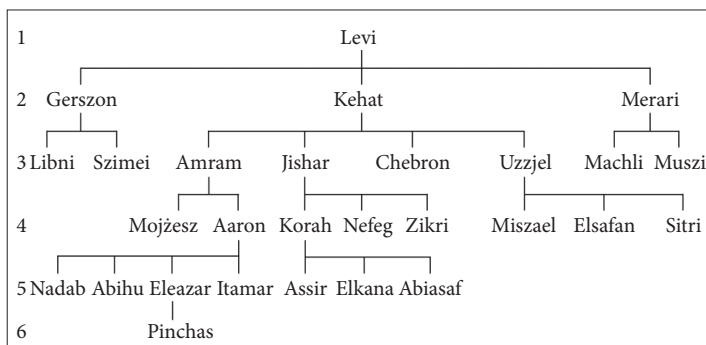 1 Levi
2 Gerszon Kehat Merari
3 Libni Szimei Amram Jishar Chebron Uzzjel Machli Muszi
4 Mojżesz Aaron Korah Nefeg Zikri Miszael Elsafan Sitri
5 Nadab Abihu Eleazar Itamar Assir Elkana Abiasaf
6 Pinchas